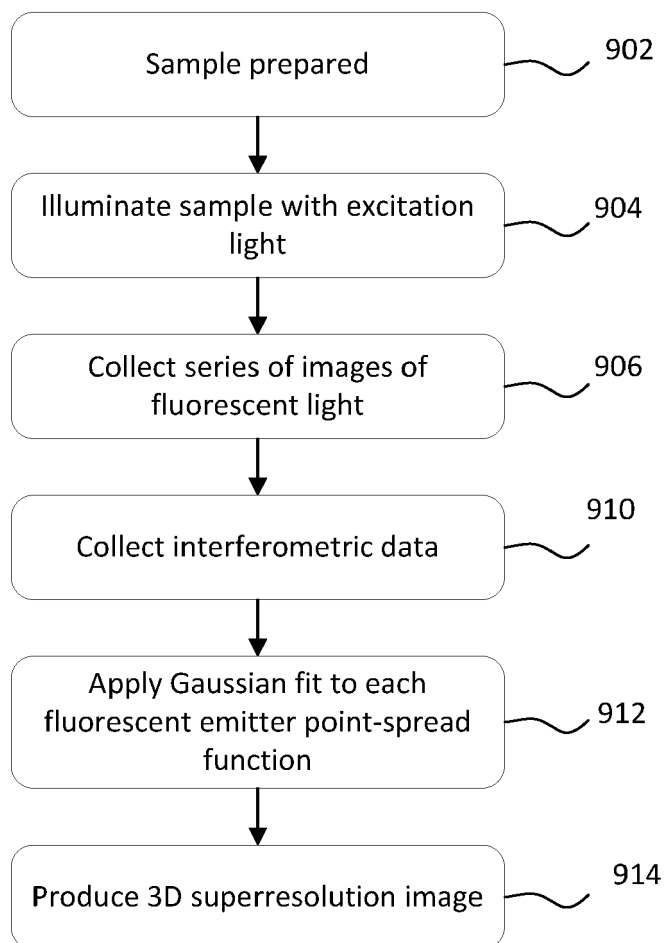 Sample prepared
902
Illuminate sample with excitation
light
904
Collect series of images of
fluorescent light
906
Collect interferometric data
910
Apply Gaussian fit to each
fluorescent emitter point-spread
function
912
Produce 3D superresolution image
914